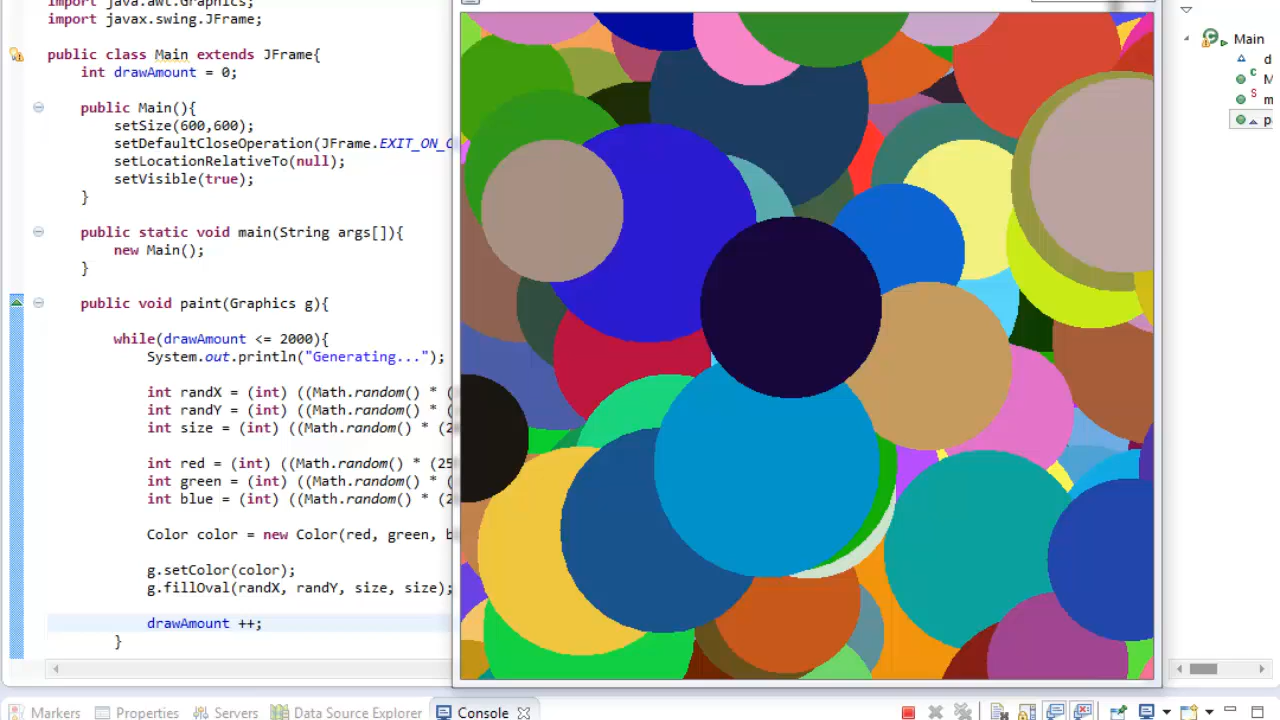 import java.awt.Graphics;
import javax.swing.JFrame;
public class Main extends JFrame{
int drawAmount = 0;
public Main(){
setSize(600,600);
setDefaultCloseOperation(JFrame.EXIT_ON_C
setLocationRelativeTo(null);
setVisible(true);
}
public static void main(String args[]){
new Main();
}
public void paint(Graphics g){
while(drawAmount <= 2000){
System.out.println("Generating...");
int randX = (int) ((Math.random() * (
int randY = (int) ((Math.random() * (
int size = (int) ((Math.random() * (2
int red = (int) ((Math.random() * (25
int green = (int) ((Math.random() * (
int blue = (int) ((Math.random() * (2
Color color = new Color(red, green, b
g.setColor(color);
g.fillOval(randX, randY, size, size);
drawAmount ++;
}
Main
d
M
m
p
Markers Properties Servers Data Source Explorer Console